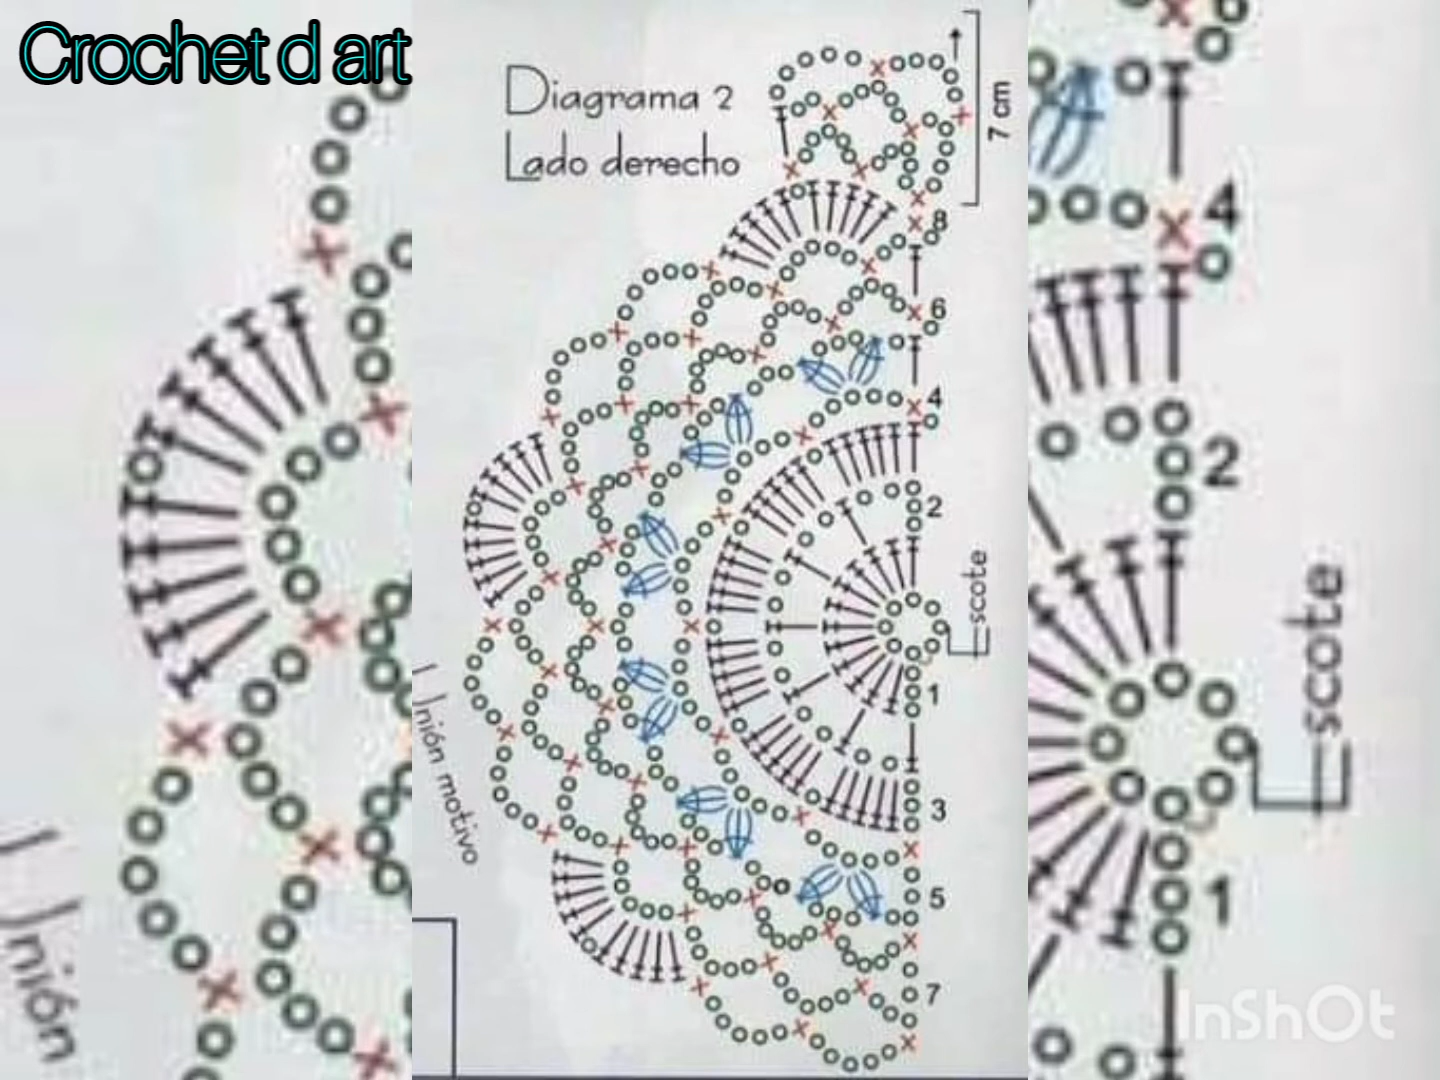 Crochet d art
Diagrama 2
Lado derecho
7 cm
8
6
4
2
Escote
1
3
5
7
Unión motivo
Unión
4
2
Escote
1
InShOt